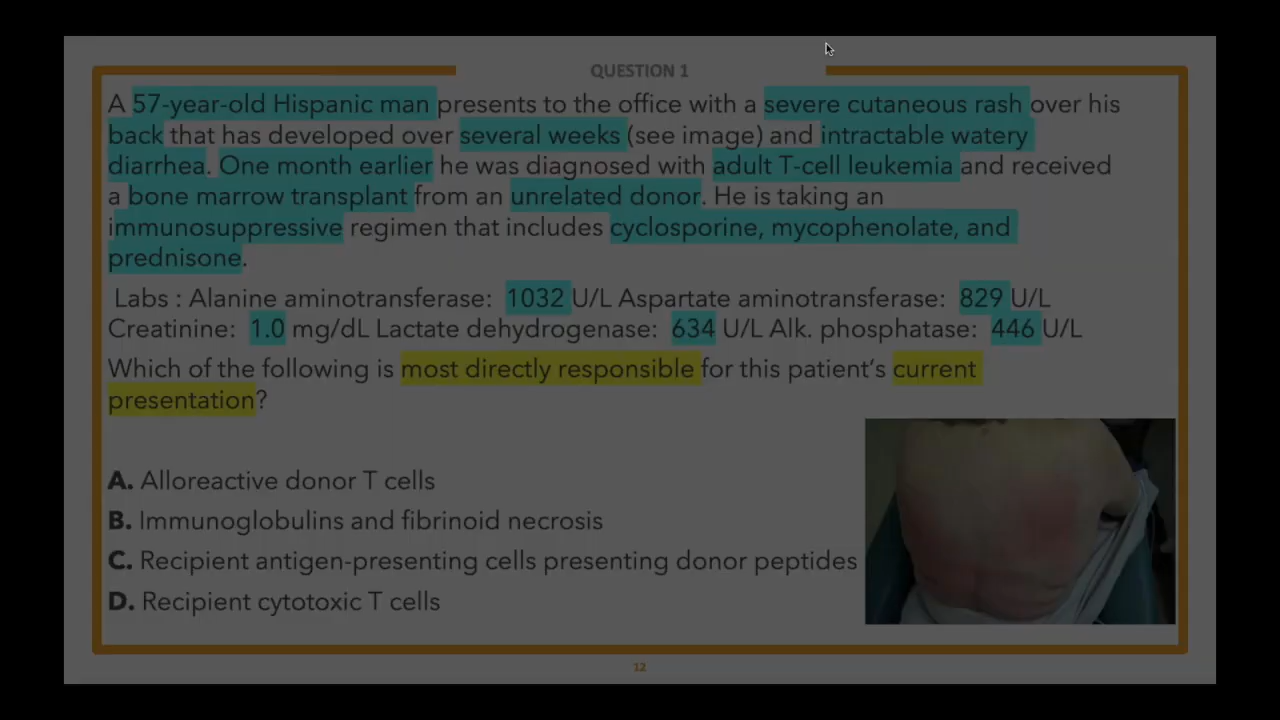 QUESTION 1
A 57-year-old Hispanic man presents to the office with a severe cutaneous rash over his
back that has developed over several weeks (see image) and intractable watery
diarrhea. One month earlier he was diagnosed with adult T-cell leukemia and received
a bone marrow transplant from an unrelated donor. He is taking an
immunosuppressive regimen that includes cyclosporine, mycophenolate, and
prednisone.
Labs : Alanine aminotransferase: 1032 U/L Aspartate aminotransferase: 829 U/L
Creatinine: 1.0 mg/dL Lactate dehydrogenase: 634 U/L Alk. phosphatase: 446 U/L
Which of the following is most directly responsible for this patient’s current
presentation?
A. Alloreactive donor T cells
B. Immunoglobulins and fibrinoid necrosis
C. Recipient antigen-presenting cells presenting donor peptides
D. Recipient cytotoxic T cells
12